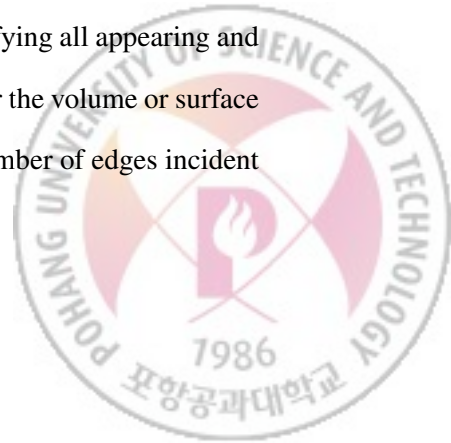 fying all appearing and
r the volume or surface
mber of edges incident
POHANG UNIVERSITY OF SCIENCE AND TECHNOLOGY
1986
포항공과대학교